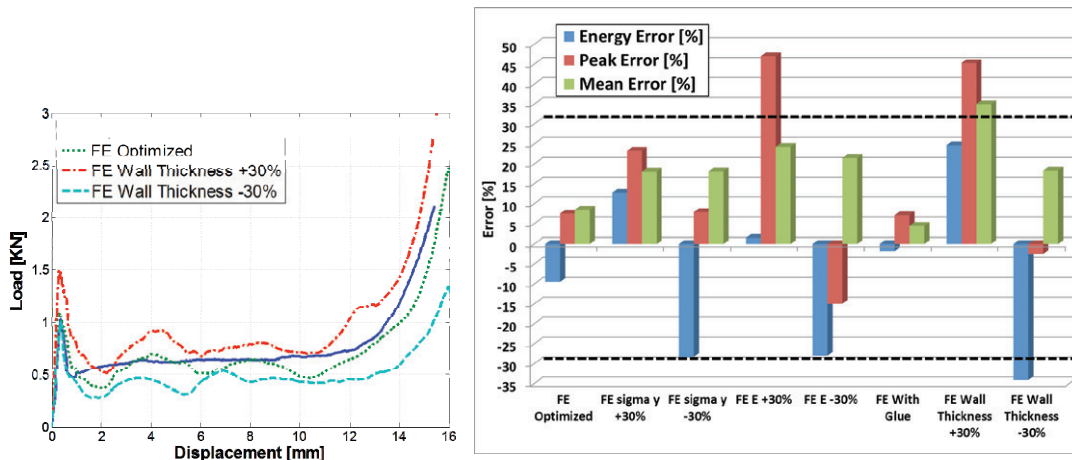 3
2.5
2
1.5
1
0.5
0
Load [KN]
FE Optimized
FE Wall Thickness +30%
FE Wall Thickness -30%
0 2 4 6 8 10 12 14 16
Displacement [mm]
Energy Error [%]
Peak Error [%]
Mean Error [%]
50
45
40
35
30
25
20
15
10
5
0
-5
-10
-15
-20
-25
-30
-35
Error [%]
FE Optimized
FE sigma y +30%
FE sigma y -30%
FE E +30%
FE E -30%
FE With Glue
FE Wall Thickness +30%
FE Wall Thickness -30%